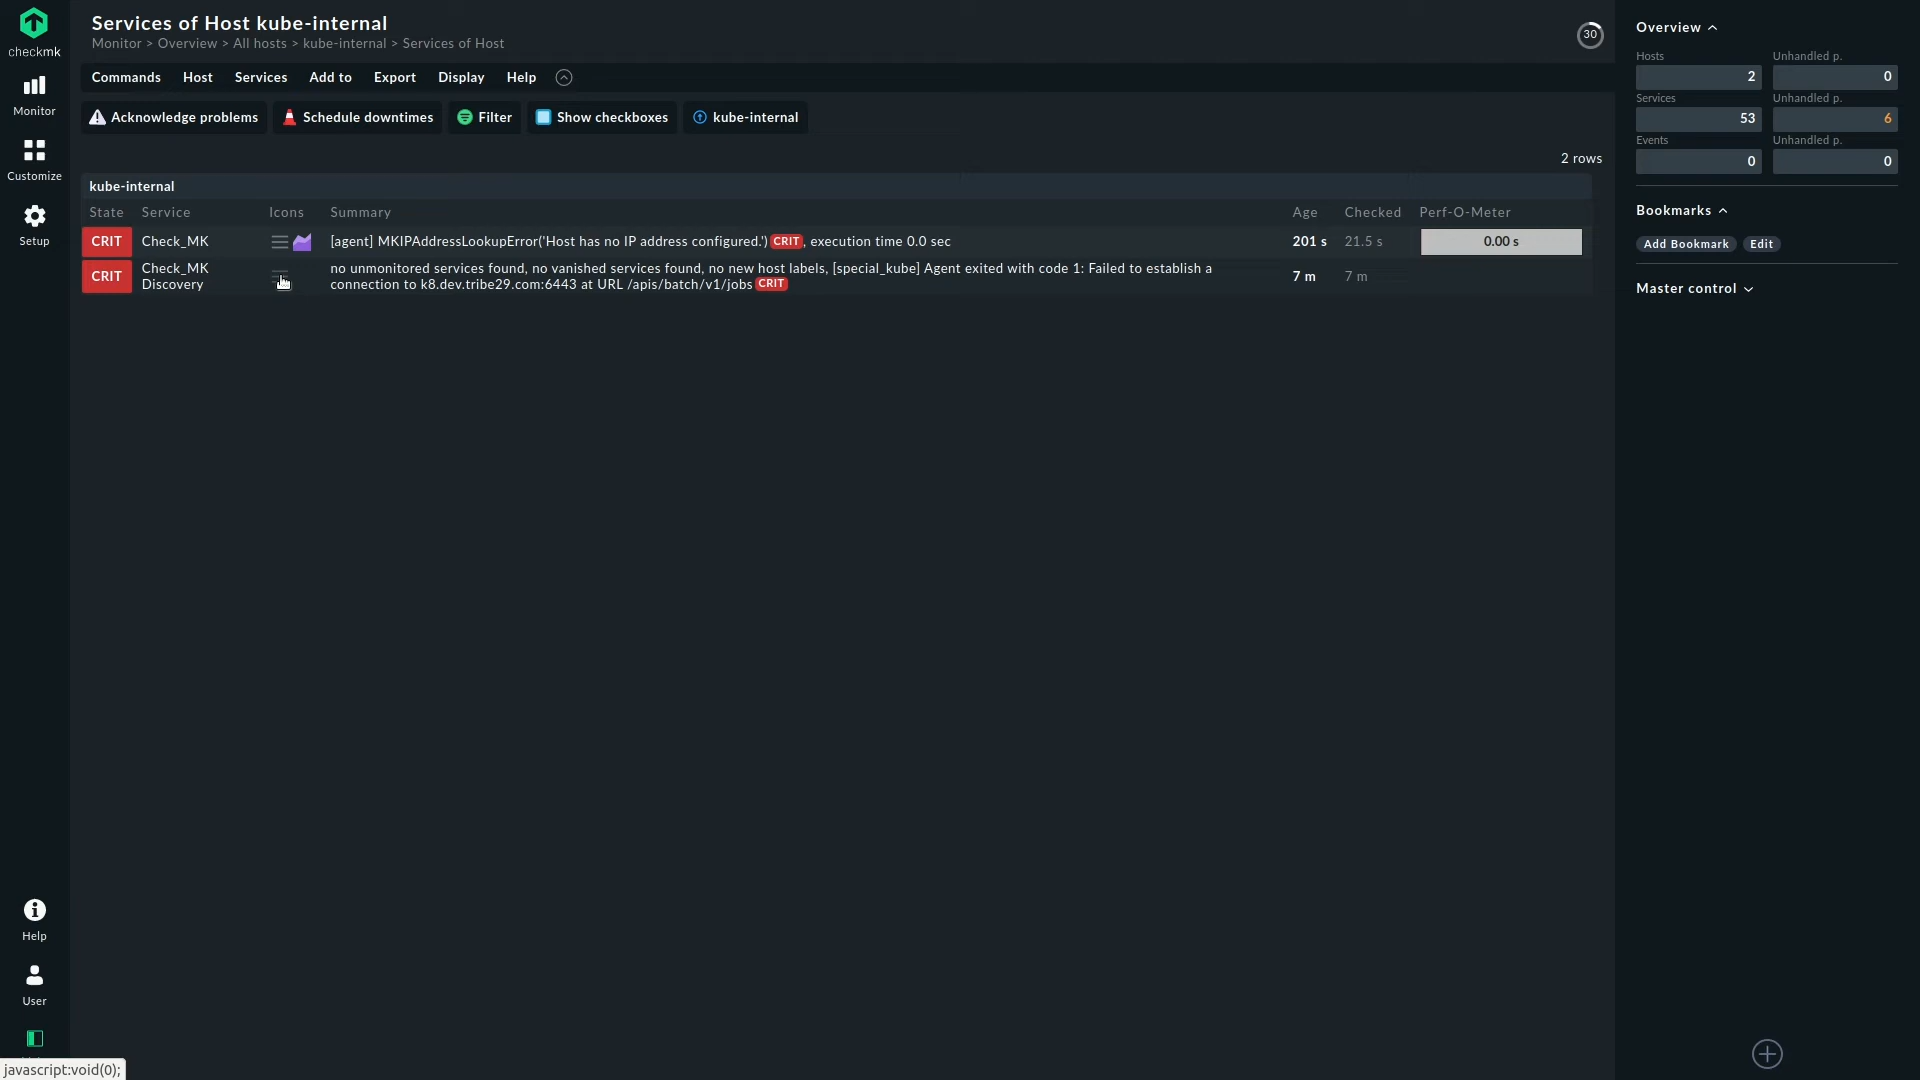 checkmk
Monitor
Customize
Setup
Help
User
javascript:void(0);
Services of Host kube-internal
Monitor > Overview > All hosts > kube-internal > Services of Host
30
Commands Host Services Add to Export Display Help
Acknowledge problems Schedule downtimes Filter Show checkboxes kube-internal
2 rows
kube-internal
State Service Icons Summary Age Checked Perf-O-Meter
CRIT Check_MK [agent] MKIPAddressLookupError('Host has no IP address configured.') CRIT, execution time 0.0 sec 201 s 21.5 s 0.00 s
CRIT Check_MK Discovery no unmonitored services found, no vanished services found, no new host labels, [special_kube] Agent exited with code 1: Failed to establish a
connection to k8.dev.tribe29.com:6443 at URL /apis/batch/v1/jobs CRIT 7 m 7 m
Overview
Hosts Unhandled p.
2 0
Services Unhandled p.
53 6
Events Unhandled p.
0 0
Bookmarks
Add Bookmark Edit
Master control